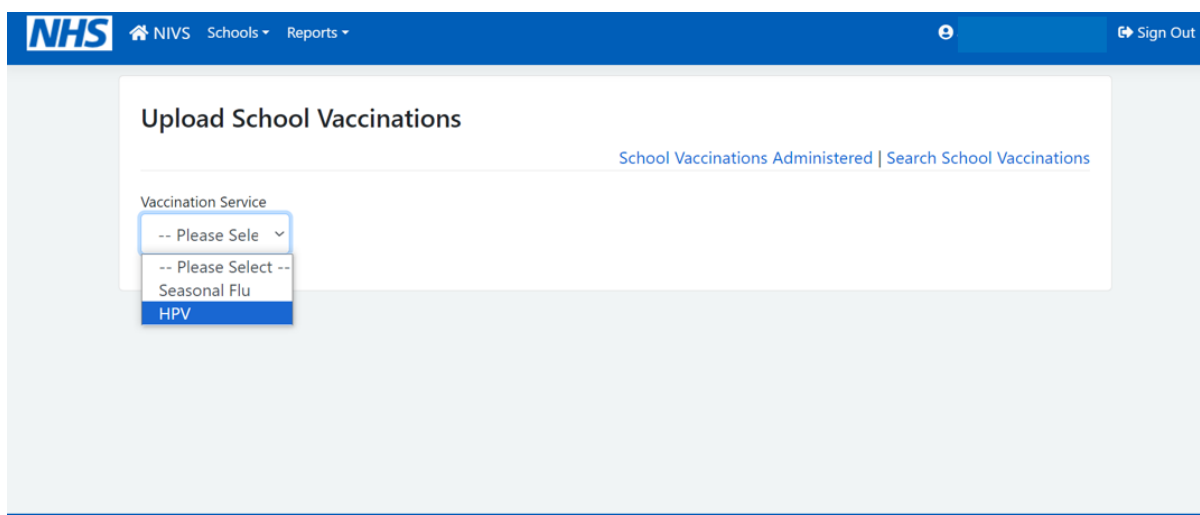 NHS NIVS Schools Reports Sign Out
Upload School Vaccinations
School Vaccinations Administered | Search School Vaccinations
Vaccination Service
-- Please Sele
-- Please Select --
Seasonal Flu
HPV